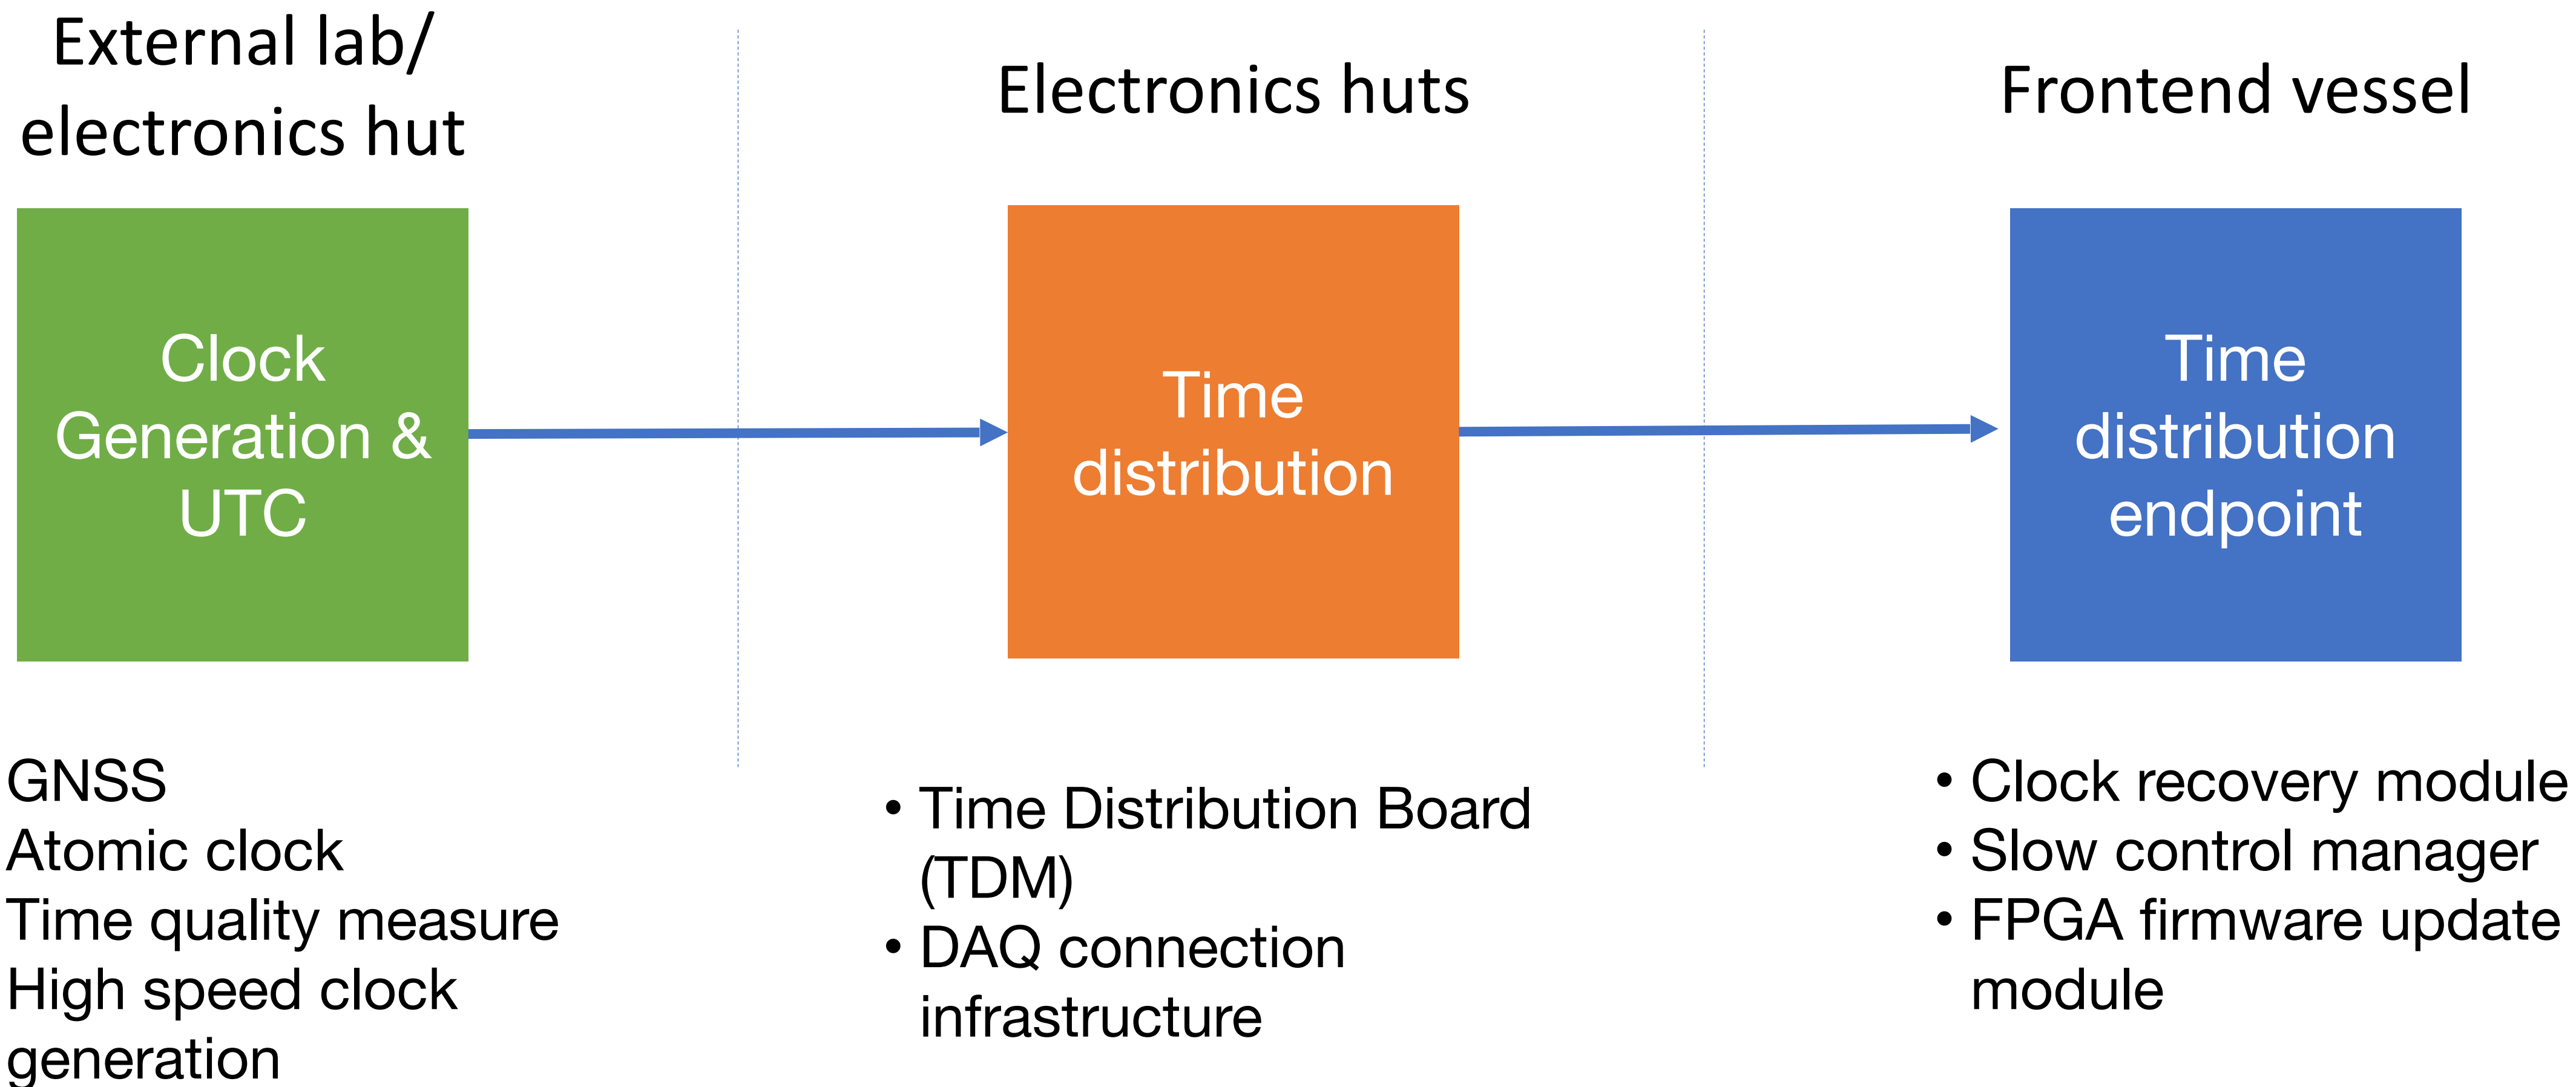 External lab/
electronics hut
Electronics huts
Frontend vessel
Clock
Generation &
UTC
Time
distribution
Time
distribution
endpoint
GNSS
Atomic clock
Time quality measure
High speed clock
generation
• Time Distribution Board
(TDM)
• DAQ connection
infrastructure
• Clock recovery module
• Slow control manager
• FPGA firmware update
module